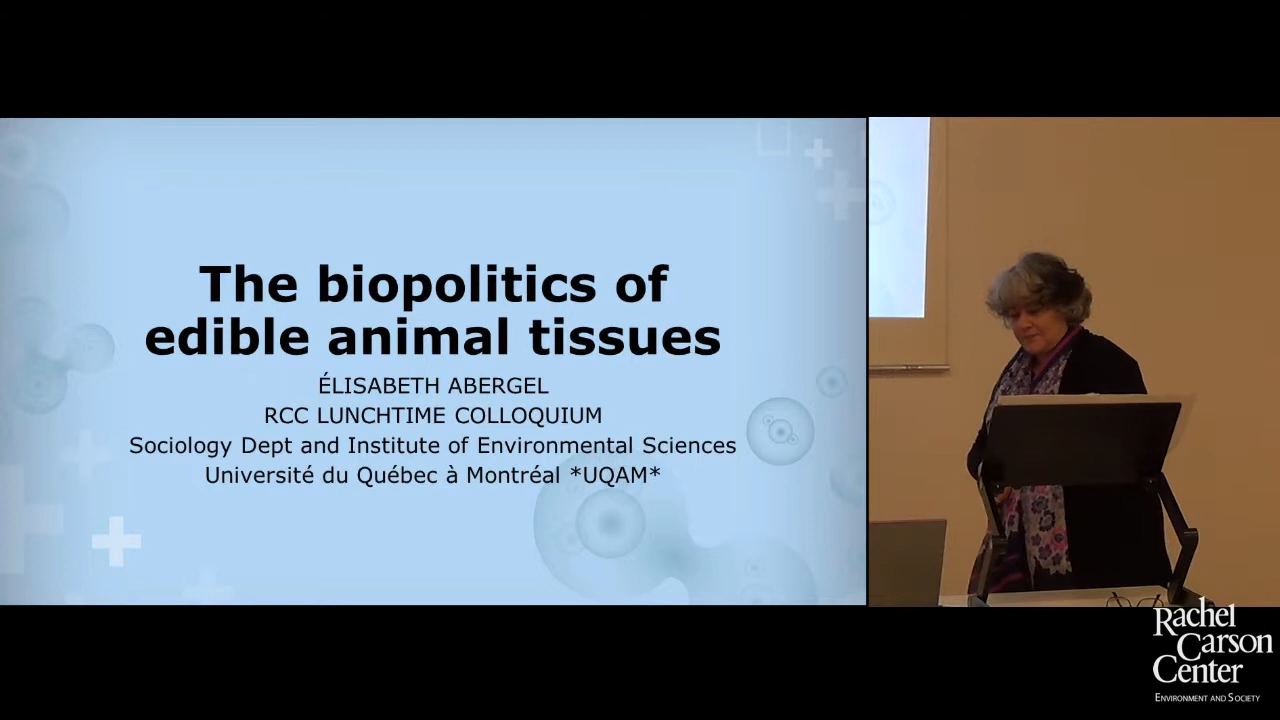 The biopolitics of
edible animal tissues
ÉLISABETH ABERGEL
RCC LUNCHTIME COLLOQUIUM
Sociology Dept and Institute of Environmental Sciences
Université du Québec à Montréal *UQAM*
Rachel
Carson
Center
ENVIRONMENT AND SOCIETY